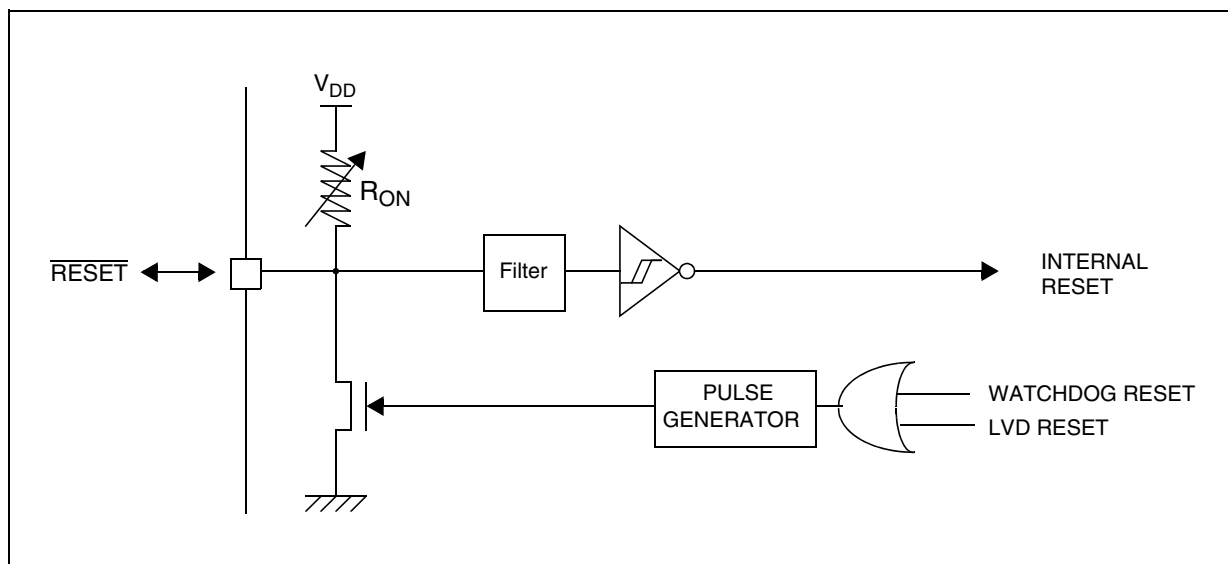 VDD
RON
RESET
Filter
INTERNAL
RESET
PULSE
GENERATOR
WATCHDOG RESET
LVD RESET